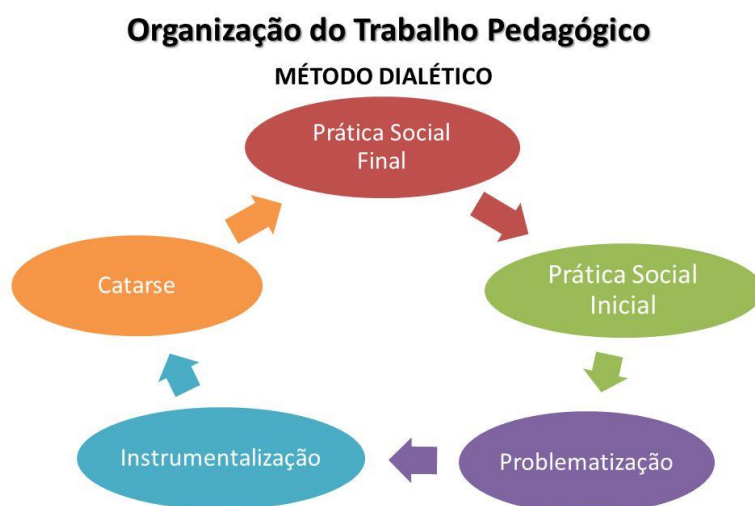 Organização do Trabalho Pedagógico
MÉTODO DIALÉTICO
Prática Social
Final
Prática Social
Inicial
Problematização
Instrumentalização
Catarse